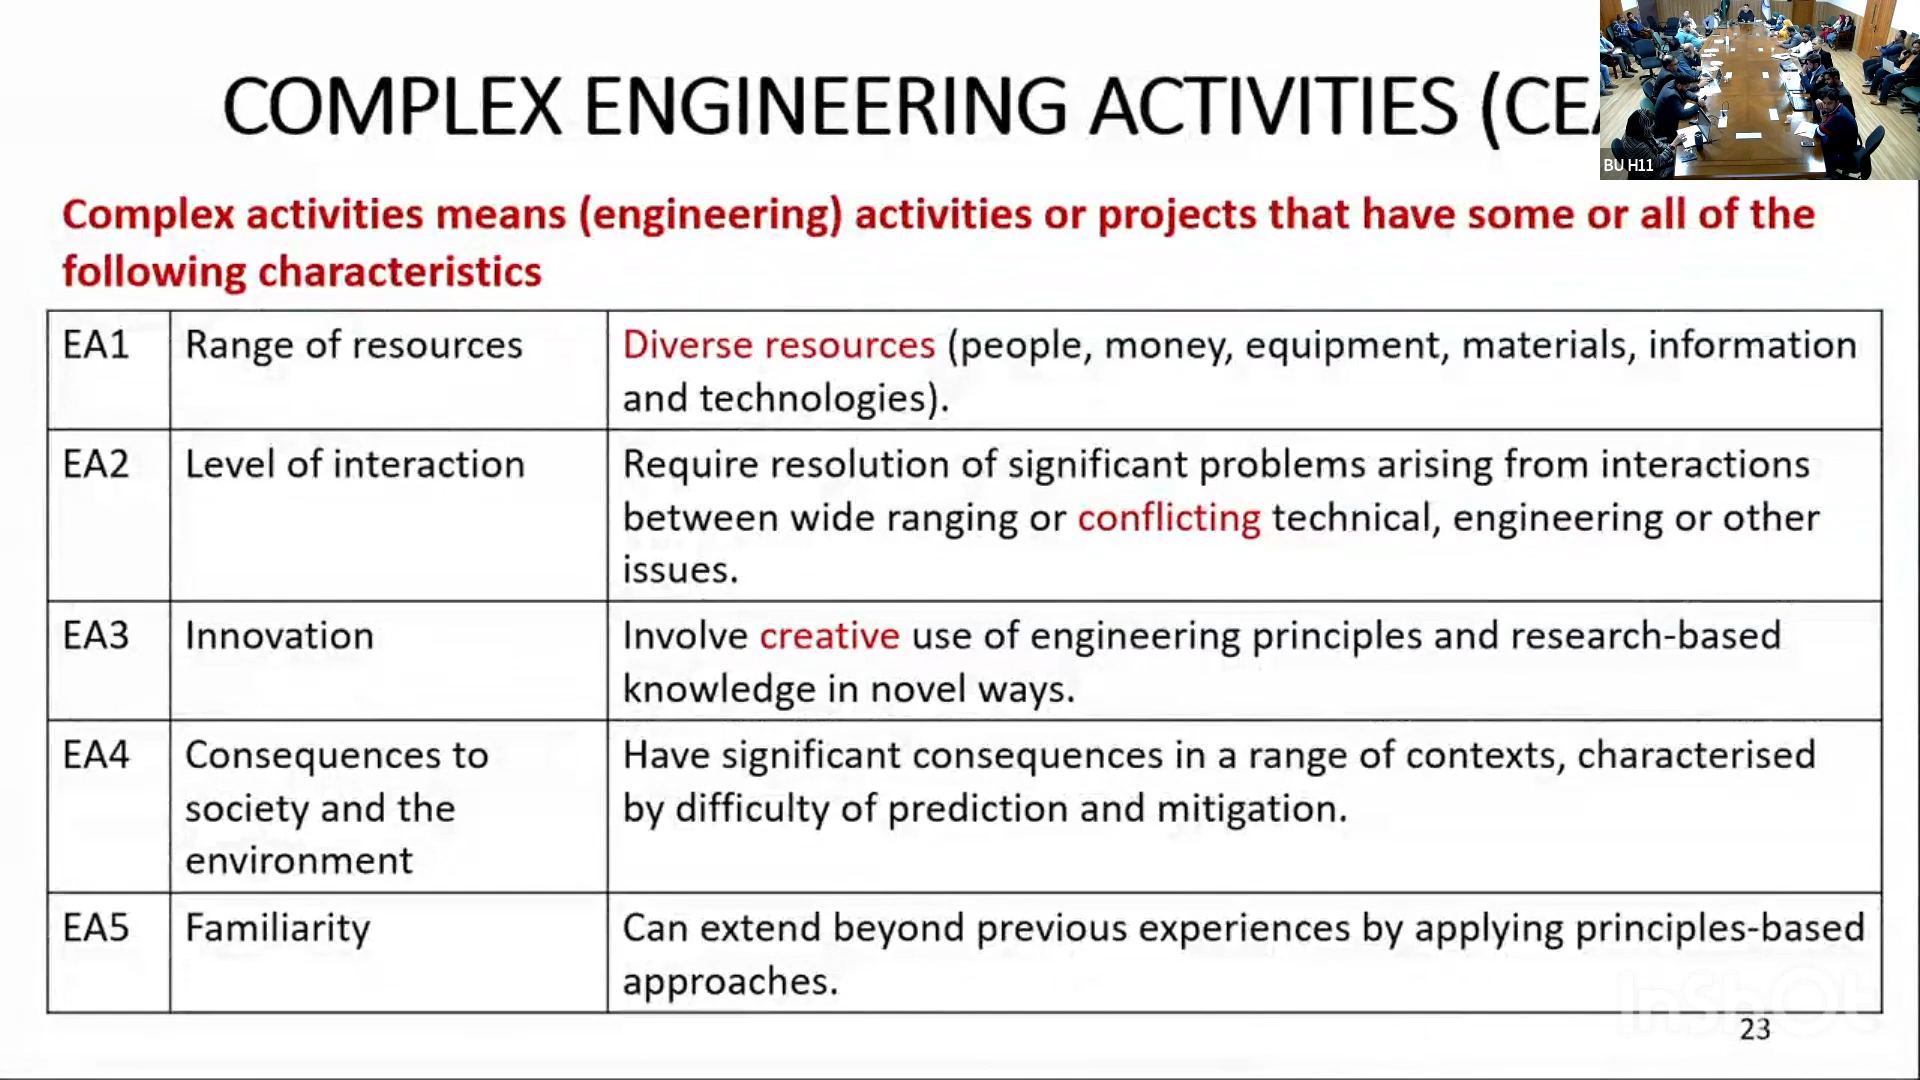 COMPLEX ENGINEERING ACTIVITIES (CEA
BU H11
Complex activities means (engineering) activities or projects that have some or all of the
following characteristics
EA1 Range of resources Diverse resources (people, money, equipment, materials, information
and technologies).
EA2 Level of interaction Require resolution of significant problems arising from interactions
between wide ranging or conflicting technical, engineering or other
issues.
EA3 Innovation Involve creative use of engineering principles and research-based
knowledge in novel ways.
EA4 Consequences to Have significant consequences in a range of contexts, characterised
society and the by difficulty of prediction and mitigation.
environment
EA5 Familiarity Can extend beyond previous experiences by applying principles-based
approaches.
InShOt
23